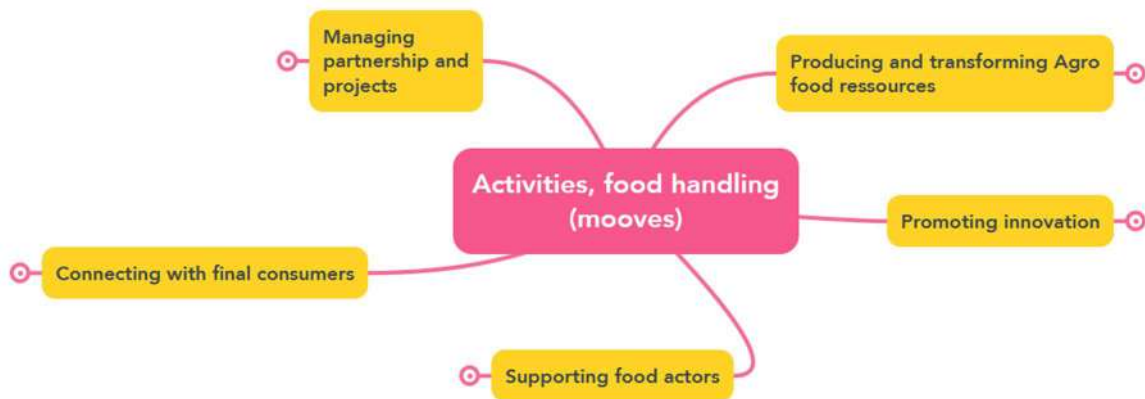 Managing
partnership and
projects
Producing and transforming Agro
food ressources
Activities, food handling
(mooves)
Promoting innovation
Connecting with final consumers
Supporting food actors